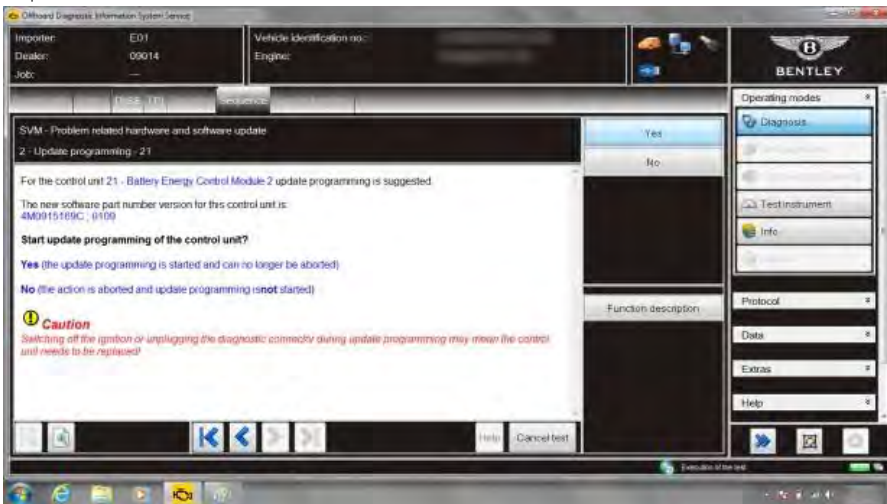 Offboard Diagnostic Information System Service
Importer: E01
Dealer: 09014
Job: ---
Vehicle identification no.:
Engine:
BENTLEY
Sequence
Operating modes
Diagnosis
Test instrument
Info
Protocol
Data
Extras
Help
SVM - Problem related hardware and software update
2 - Update programming - 21
Yes
No
For the control unit 21 - Battery Energy Control Module 2 update programming is suggested
The new software part number version for this control unit is:
4M0915169C ; 0109
Start update programming of the control unit?
Yes (the update programming is started and can no longer be aborted)
No (the action is aborted and update programming is not started)
Caution
Switching off the ignition or unplugging the diagnostic connector during update programming may mean the control
unit needs to be replaced!
Function description
Help
Cancel test
Execution of the test